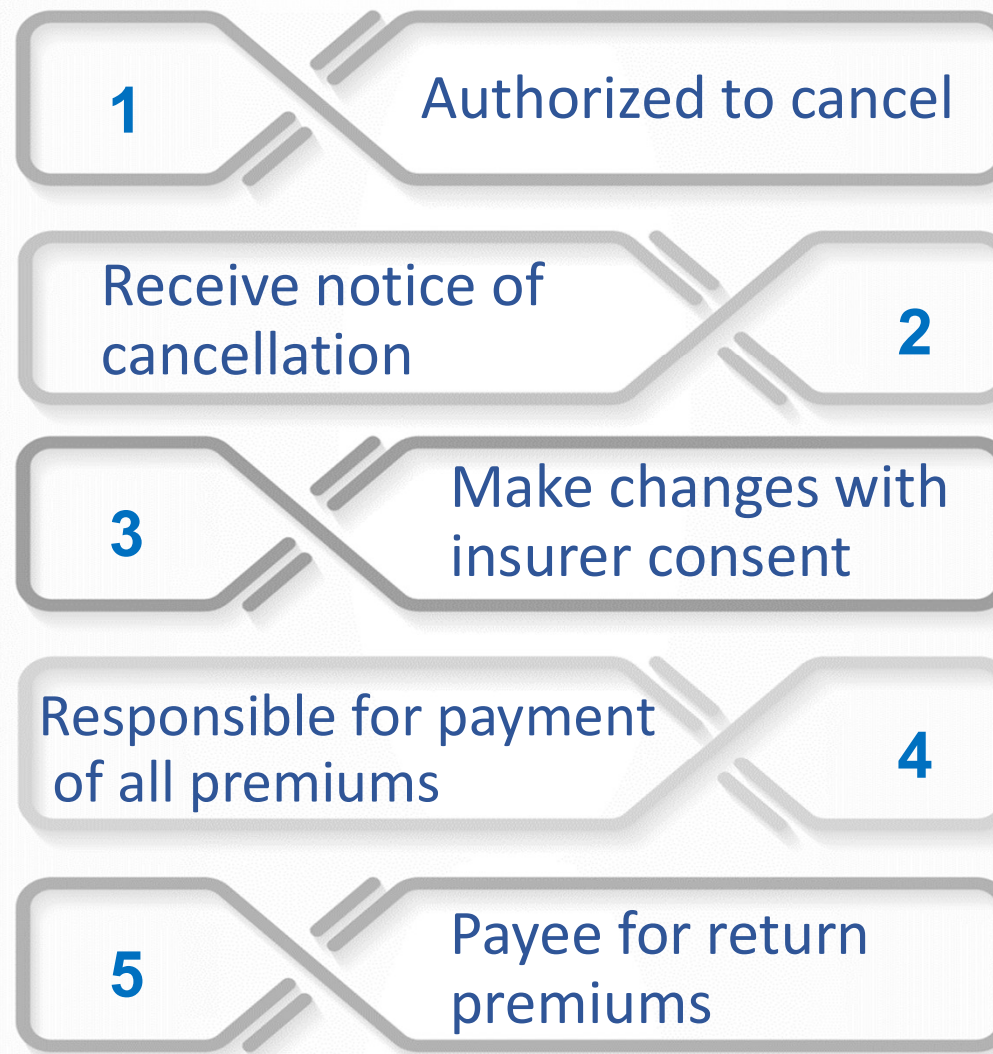 1
Authorized to cancel
Receive notice of
cancellation
2
3
Make changes with
insurer consent
Responsible for payment
of all premiums
4
5
Payee for return
premiums